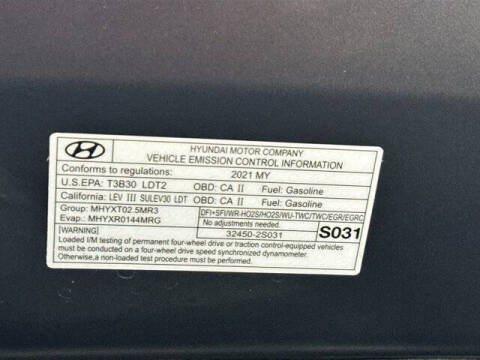 HYUNDAI MOTOR COMPANY
VEHICLE EMISSION CONTROL INFORMATION
Conforms to regulations: 2021 MY
U.S.EPA: T3B30 LDT2 OBD: CA II Fuel: Gasoline
California: LEV III SULEV30 LDT OBD: CA II Fuel: Gasoline
Group: MHYXT02.5MR3 DFI+SFI/WR-HO2S/HO2S/WU-TWC/TWC/EGR/EGRC
Evap.: MHYXR0144MRG No adjustments needed.
32450-2S031 S031
[WARNING]
Loaded I/M testing of permanent four-wheel drive or traction control-equipped vehicles
must be conducted on a four-wheel drive speed synchronized dynamometer.
Otherwise,a non-loaded test procedure must be used.